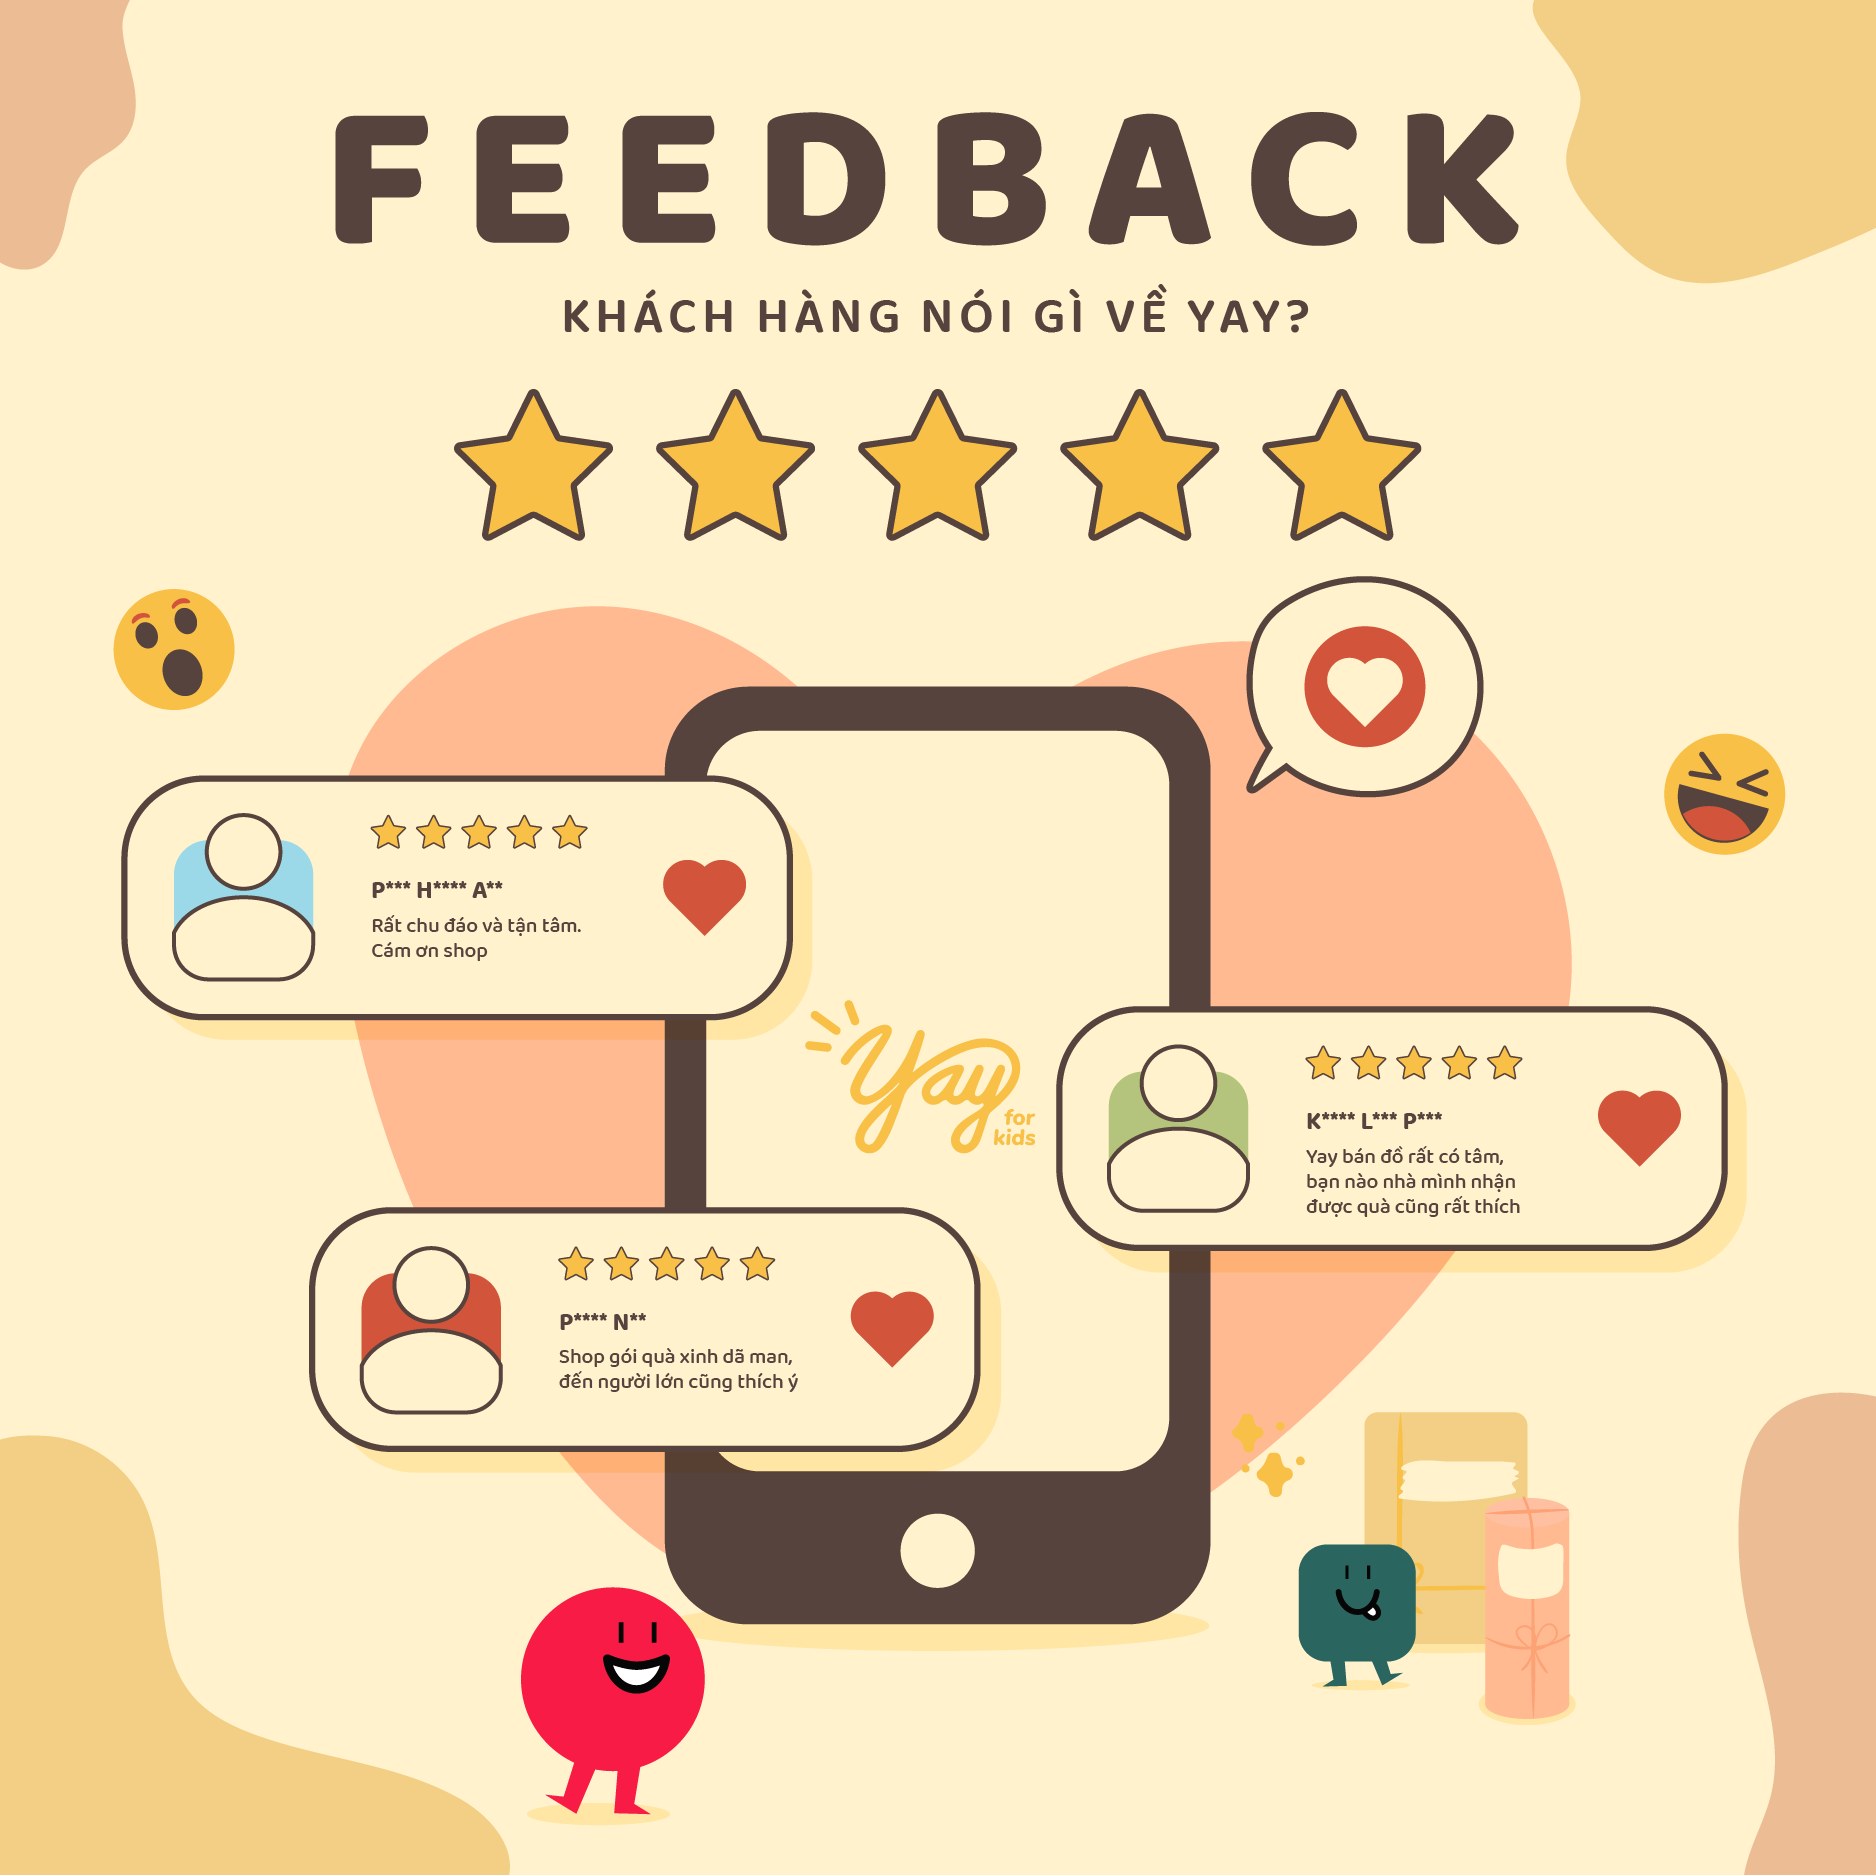 FEEDBACK
KHÁCH HÀNG NÓI GÌ VỀ YAY?
P*** H**** A**
Rất chu đáo và tận tâm.
Cám ơn shop
Yay
for
kids
K**** L*** P***
Yay bán đồ rất có tâm,
bạn nào nhà mình nhận
được quà cũng rất thích
P**** N**
Shop gói quà xinh dã man,
đến người lớn cũng thích ý